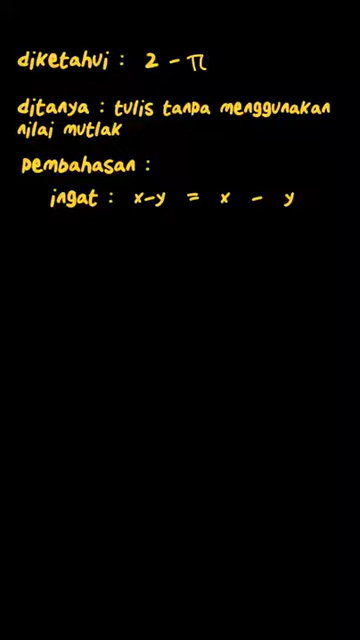 diketahui : 2 - π
ditanya : tulis tanpa menggunakan
nilai mutlak
pembahasan :
ingat : x-y = x - y